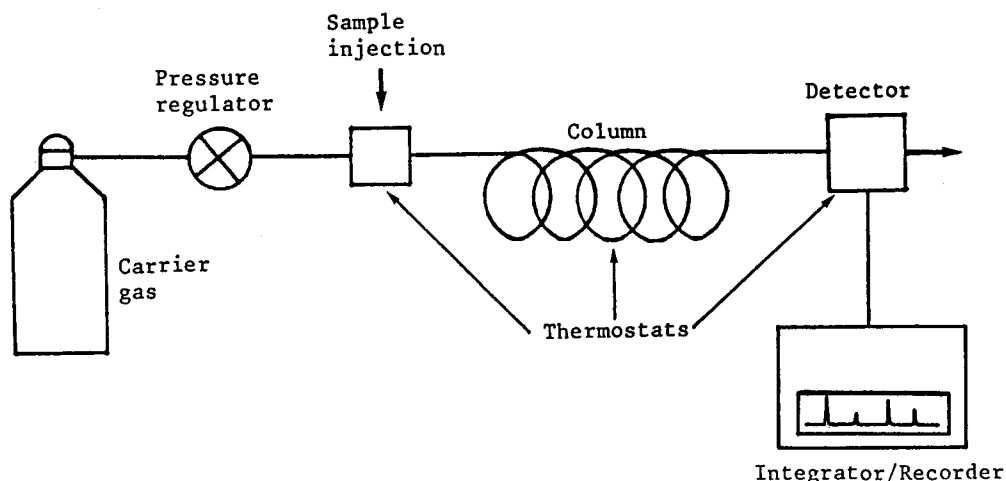 Sample
injection
Pressure
regulator
Detector
Column
Carrier
gas
Thermostats
Integrator/Recorder